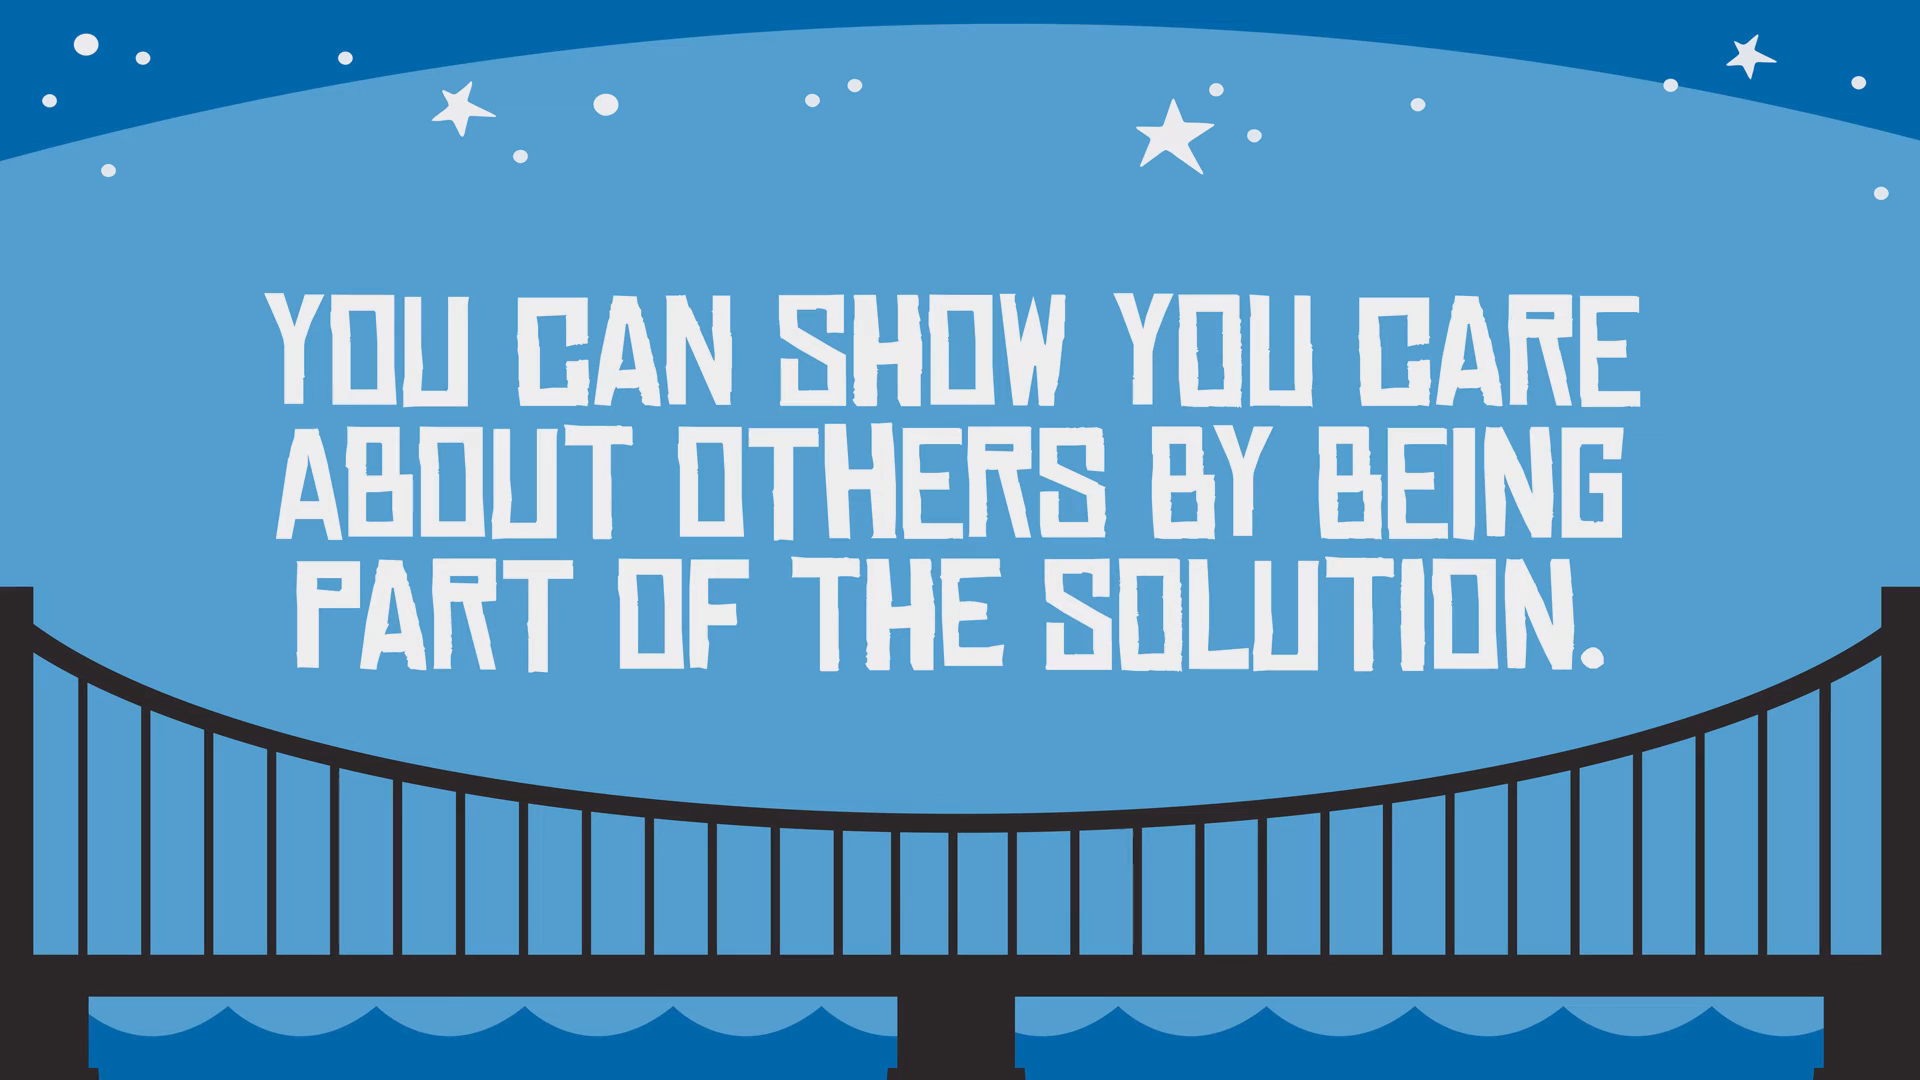 YOU CAN SHOW YOU CARE
ABOUT OTHERS BY BEING
PART OF THE SOLUTION.